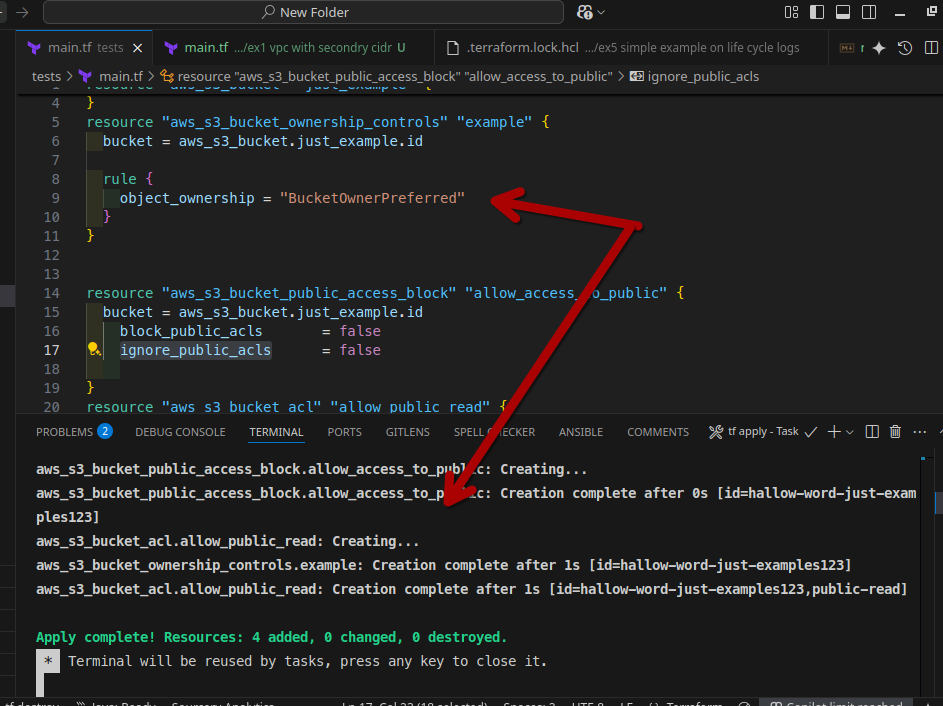 New Folder
main.tf tests
main.tf .../ex1 vpc with secondry cidr U
.terraform.lock.hcl .../ex5 simple example on life cycle logs
tests > main.tf > resource "aws_s3_bucket_public_access_block" "allow_access_to_public" > ignore_public_acls
4 }
5 resource "aws_s3_bucket_ownership_controls" "example" {
6 bucket = aws_s3_bucket.just_example.id
7
8 rule {
9 object_ownership = "BucketOwnerPreferred"
10 }
11 }
12
13
14 resource "aws_s3_bucket_public_access_block" "allow_access_to_public" {
15 bucket = aws_s3_bucket.just_example.id
16 block_public_acls = false
17 ignore_public_acls = false
18
19 }
20 resource "aws_s3_bucket_acl" "allow_public_read" {
PROBLEMS 2 DEBUG CONSOLE TERMINAL PORTS GITLENS SPELL CHECKER ANSIBLE COMMENTS tf apply - Task
aws_s3_bucket_public_access_block.allow_access_to_public: Creating...
aws_s3_bucket_public_access_block.allow_access_to_public: Creation complete after 0s [id=hallow-word-just-exam
ples123]
aws_s3_bucket_acl.allow_public_read: Creating...
aws_s3_bucket_ownership_controls.example: Creation complete after 1s [id=hallow-word-just-examples123]
aws_s3_bucket_acl.allow_public_read: Creation complete after 1s [id=hallow-word-just-examples123,public-read]
Apply complete! Resources: 4 added, 0 changed, 0 destroyed.
* Terminal will be reused by tasks, press any key to close it.